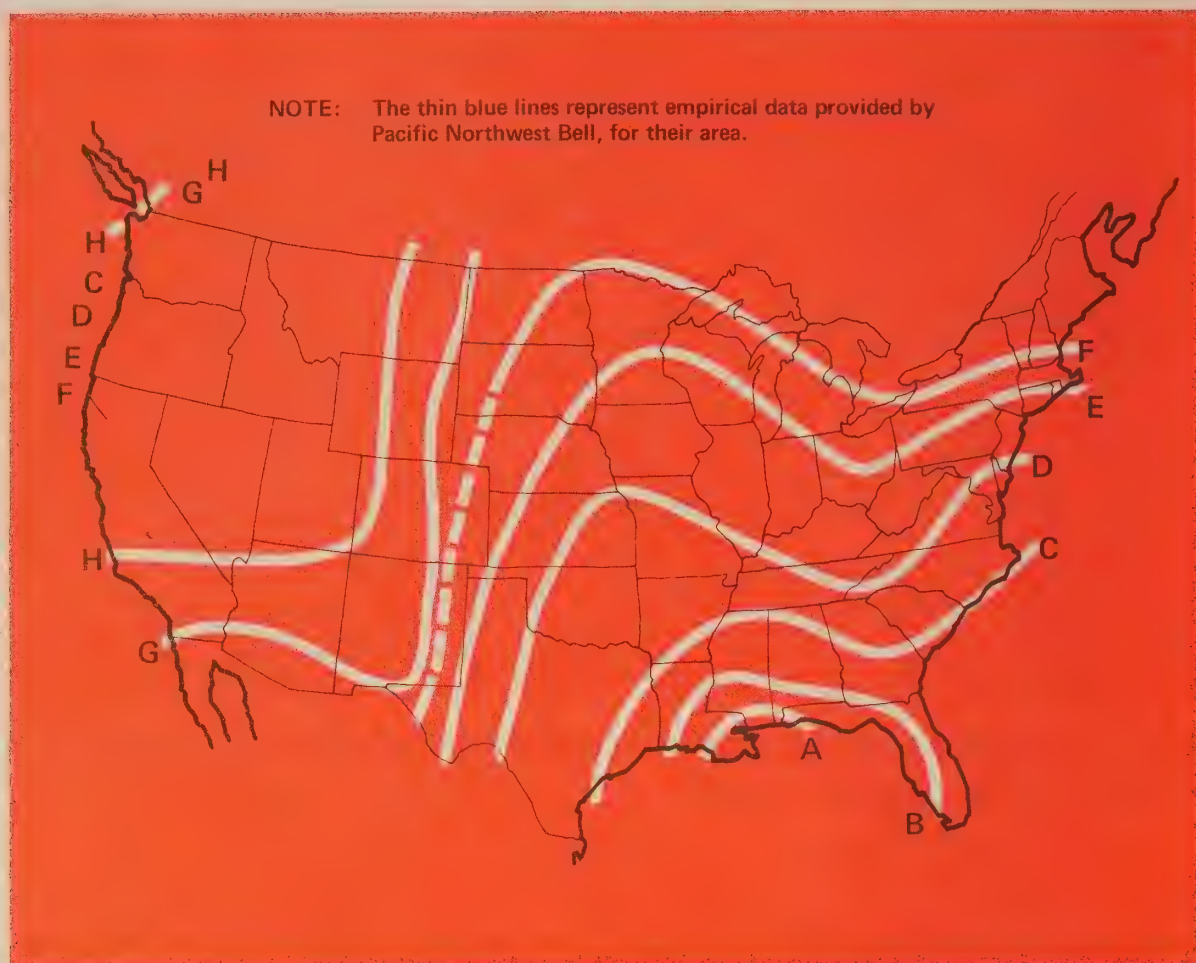 NOTE: The thin blue lines represent empirical data provided by
Pacific Northwest Bell, for their area.
H
G
H
C
D
E
F
H
G
F
E
D
C
A
B